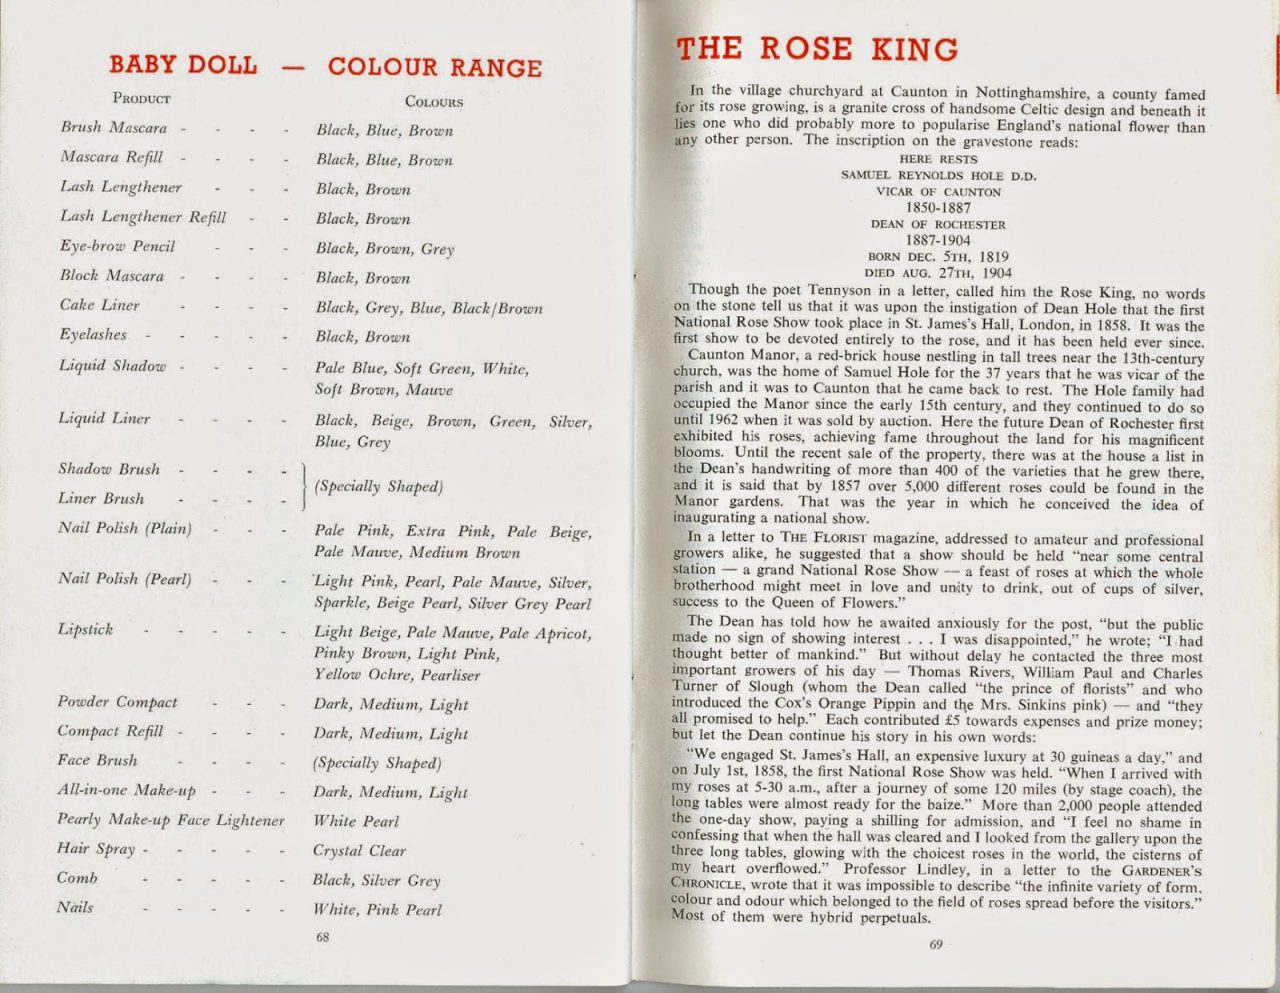 BABY DOLL — COLOUR RANGE
PRODUCT COLOURS
Brush Mascara - - - - Black, Blue, Brown
Mascara Refill - - - - Black, Blue, Brown
Lash Lengthener - - - Black, Brown
Lash Lengthener Refill - - Black, Brown
Eye-brow Pencil - - - Black, Brown, Grey
Block Mascara - - - - Black, Brown
Cake Liner - - - - Black, Grey, Blue, Black/Brown
Eyelashes - - - - - Black, Brown
Liquid Shadow - - - - Pale Blue, Soft Green, White,
Soft Brown, Mauve
Liquid Liner - - - - Black, Beige, Brown, Green, Silver,
Blue, Grey
Shadow Brush - - - -
(Specially Shaped)
Liner Brush - - - -
Nail Polish (Plain) - - - Pale Pink, Extra Pink, Pale Beige,
Pale Mauve, Medium Brown
Nail Polish (Pearl) - - - Light Pink, Pearl, Pale Mauve, Silver,
Sparkle, Beige Pearl, Silver Grey Pearl
Lipstick - - - - - Light Beige, Pale Mauve, Pale Apricot,
Pinky Brown, Light Pink,
Yellow Ochre, Pearliser
Powder Compact - - - Dark, Medium, Light
Compact Refill - - - - Dark, Medium, Light
Face Brush - - - - (Specially Shaped)
All-in-one Make-up - - - Dark, Medium, Light
Pearly Make-up Face Lightener White Pearl
Hair Spray - - - - - Crystal Clear
Comb - - - - - Black, Silver Grey
Nails - - - - - White, Pink Pearl
68
THE ROSE KING
In the village churchyard at Caunton in Nottinghamshire, a county famed
for its rose growing, is a granite cross of handsome Celtic design and beneath it
lies one who did probably more to popularise England's national flower than
any other person. The inscription on the gravestone reads:
HERE RESTS
SAMUEL REYNOLDS HOLE D.D.
VICAR OF CAUNTON
1850-1887
DEAN OF ROCHESTER
1887-1904
BORN DEC. 5TH, 1819
DIED AUG. 27TH, 1904
Though the poet Tennyson in a letter, called him the Rose King, no words
on the stone tell us that it was upon the instigation of Dean Hole that the first
National Rose Show took place in St. James's Hall, London, in 1858. It was the
first show to be devoted entirely to the rose, and it has been held ever since.
Caunton Manor, a red-brick house nestling in tall trees near the 13th-century
church, was the home of Samuel Hole for the 37 years that he was vicar of the
parish and it was to Caunton that he came back to rest. The Hole family had
occupied the Manor since the early 15th century, and they continued to do so
until 1962 when it was sold by auction. Here the future Dean of Rochester first
exhibited his roses, achieving fame throughout the land for his magnificent
blooms. Until the recent sale of the property, there was at the house a list in
the Dean's handwriting of more than 400 of the varieties that he grew there,
and it is said that by 1857 over 5,000 different roses could be found in the
Manor gardens. That was the year in which he conceived the idea of
inaugurating a national show.
In a letter to THE FLORIST magazine, addressed to amateur and professional
growers alike, he suggested that a show should be held "near some central
station — a grand National Rose Show — a feast of roses at which the whole
brotherhood might meet in love and unity to drink, out of cups of silver,
success to the Queen of Flowers."
The Dean has told how he awaited anxiously for the post, "but the public
made no sign of showing interest . . . I was disappointed," he wrote; "I had
thought better of mankind." But without delay he contacted the three most
important growers of his day — Thomas Rivers, William Paul and Charles
Turner of Slough (whom the Dean called "the prince of florists" and who
introduced the Cox's Orange Pippin and the Mrs. Sinkins pink) — and "they
all promised to help." Each contributed £5 towards expenses and prize money;
but let the Dean continue his story in his own words:
"We engaged St. James's Hall, an expensive luxury at 30 guineas a day," and
on July 1st, 1858, the first National Rose Show was held. "When I arrived with
my roses at 5-30 a.m., after a journey of some 120 miles (by stage coach), the
long tables were almost ready for the baize." More than 2,000 people attended
the one-day show, paying a shilling for admission, and "I feel no shame in
confessing that when the hall was cleared and I looked from the gallery upon the
three long tables, glowing with the choicest roses in the world, the cisterns of
my heart overflowed." Professor Lindley, in a letter to the GARDENER'S
CHRONICLE, wrote that it was impossible to describe "the infinite variety of form,
colour and odour which belonged to the field of roses spread before the visitors."
Most of them were hybrid perpetuals.
69